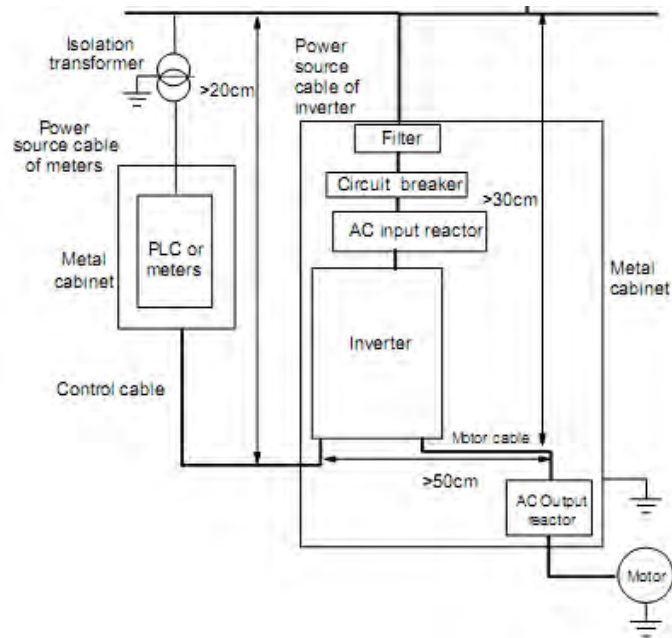 Isolation
transformer
>20cm
Power
source
cable of
inverter
Power
source cable
of meters
Filter
Circuit breaker
>30cm
AC input reactor
PLC or
meters
Metal
cabinet
Metal
cabinet
Inverter
Control cable
Motor cable
>50cm
AC Output
reactor
Motor